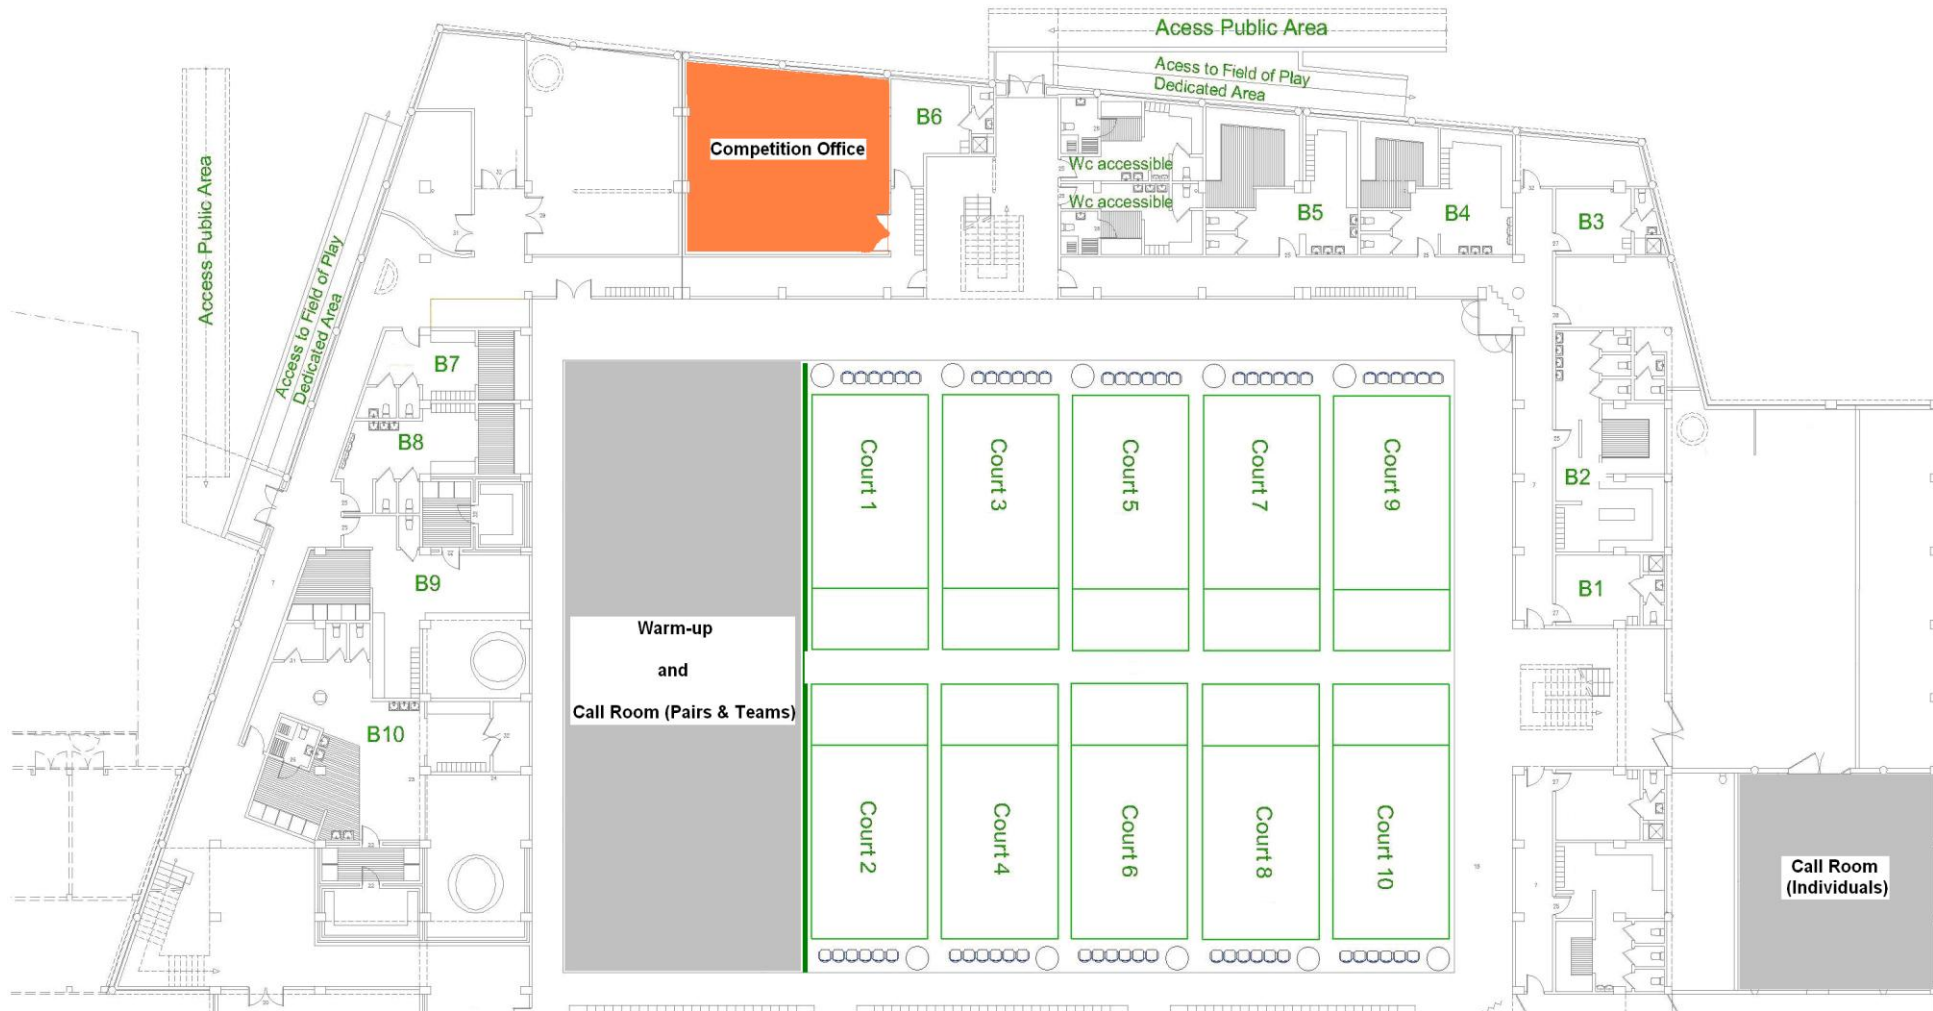 Acess Public Area
Acess to Field of Play
Dedicated Area
Competition Office
B6
Wc accessible
Wc accessible
B5
B4
B3
Access Public Area
Access to Field of Play
Dedicated Area
B7
B8
B9
B10
B2
B1
Warm-up
and
Call Room (Pairs & Teams)
Court 1
Court 3
Court 5
Court 7
Court 9
Court 2
Court 4
Court 6
Court 8
Court 10
Call Room
(Individuals)